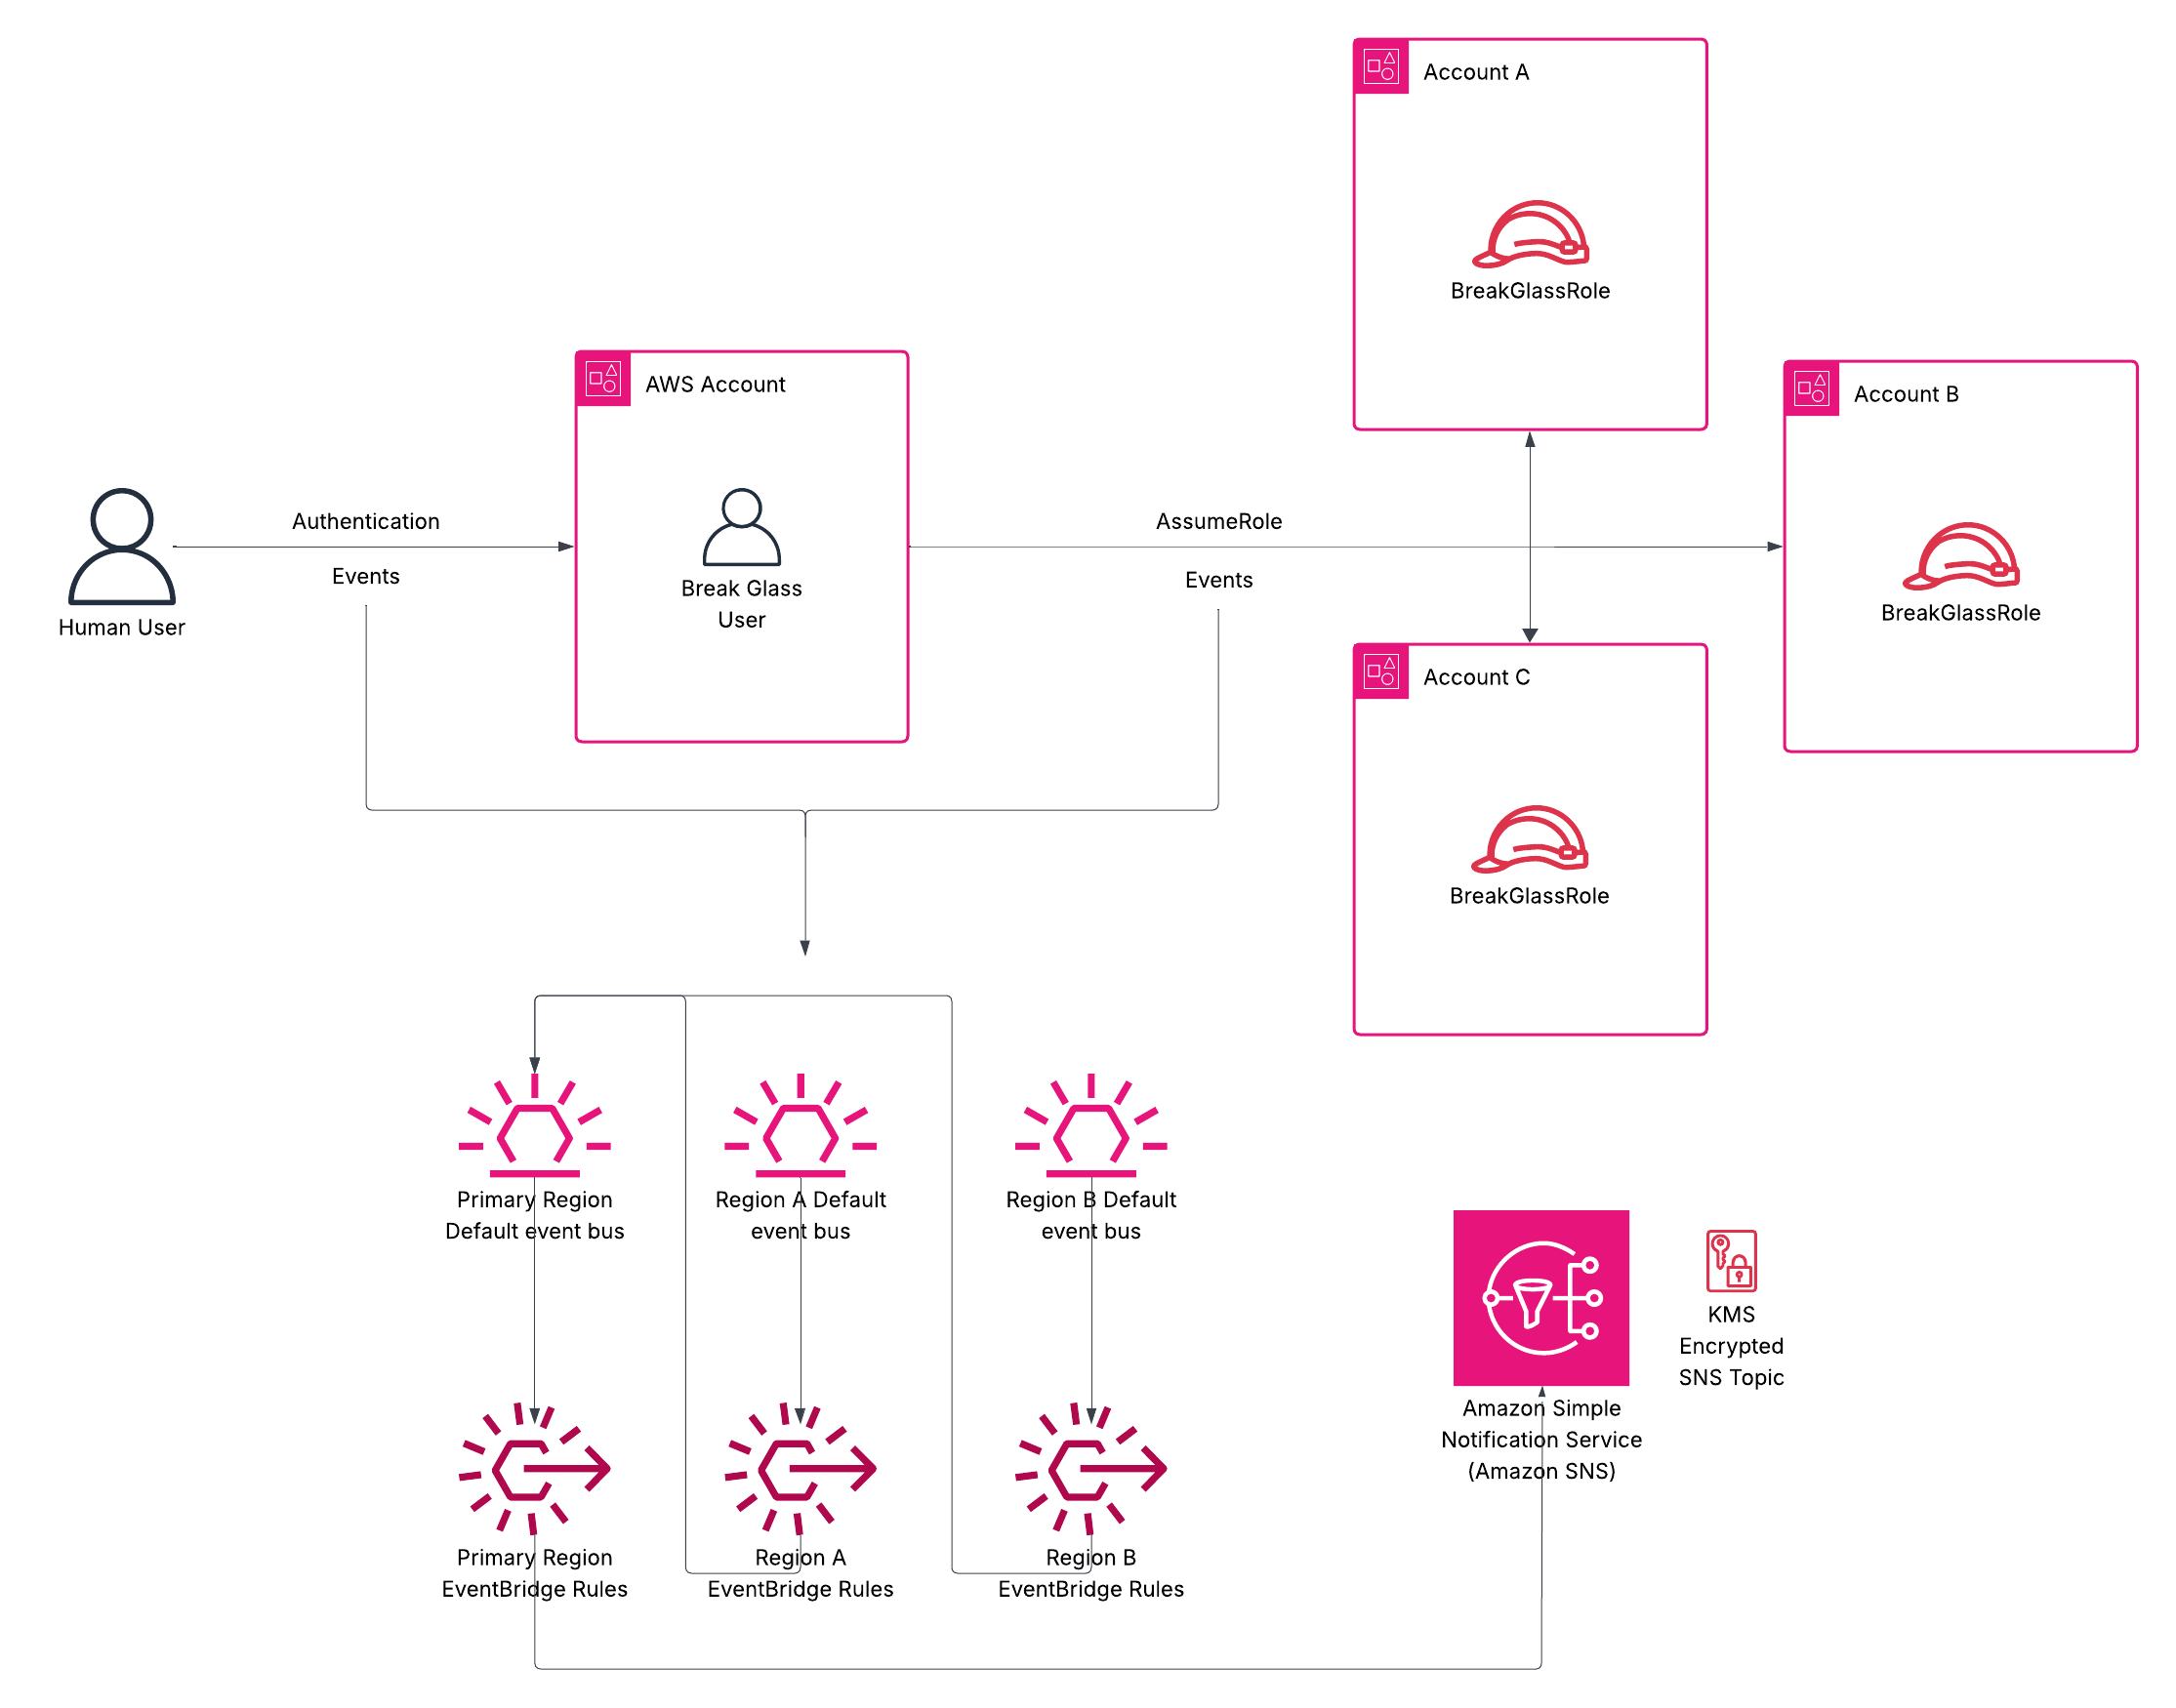 Account A
BreakGlassRole
AWS Account
Account B
Authentication
Events
AssumeRole
Events
Break Glass
User
Human User
BreakGlassRole
Account C
BreakGlassRole
Primary Region
Default event bus
Region A Default
event bus
Region B Default
event bus
KMS
Encrypted
SNS Topic
Amazon Simple
Notification Service
(Amazon SNS)
Primary Region
EventBridge Rules
Region A
EventBridge Rules
Region B
EventBridge Rules